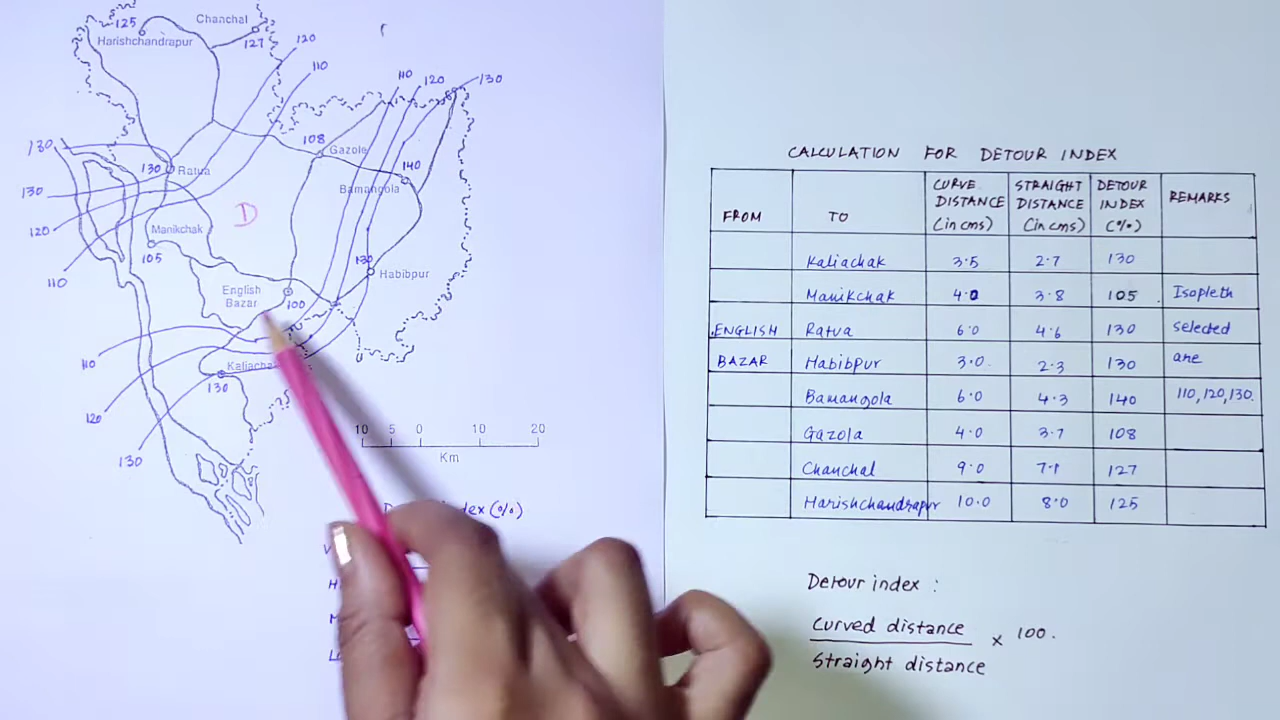 125
Chanchal
Harishchandrapur
127
120
110
110
120
130
130
108
Gazole
130
Ratua
140
Bamangola
130
120
D
Manikchak
105
130
Habibpur
110
English
Bazar
100
110
Kaliachak
130
120
130
10 5 0 10 20
Km
(%)
CALCULATION FOR DETOUR INDEX
FROM TO CURVE DISTANCE (in cms) STRAIGHT DISTANCE (in cms) DETOUR INDEX (%) REMARKS
Kaliachak 3.5 2.7 130
Manikchak 4.0 3.8 105 Isopleth
ENGLISH Ratua 6.0 4.6 130 selected
BAZAR Habibpur 3.0 2.3 130 are
Bamangola 6.0 4.3 140 110, 120, 130.
Gazola 4.0 3.7 108
Chanchal 9.0 7.1 127
Harishchandrapur 10.0 8.0 125
Detour index :
Curved distance
x 100.
Straight distance